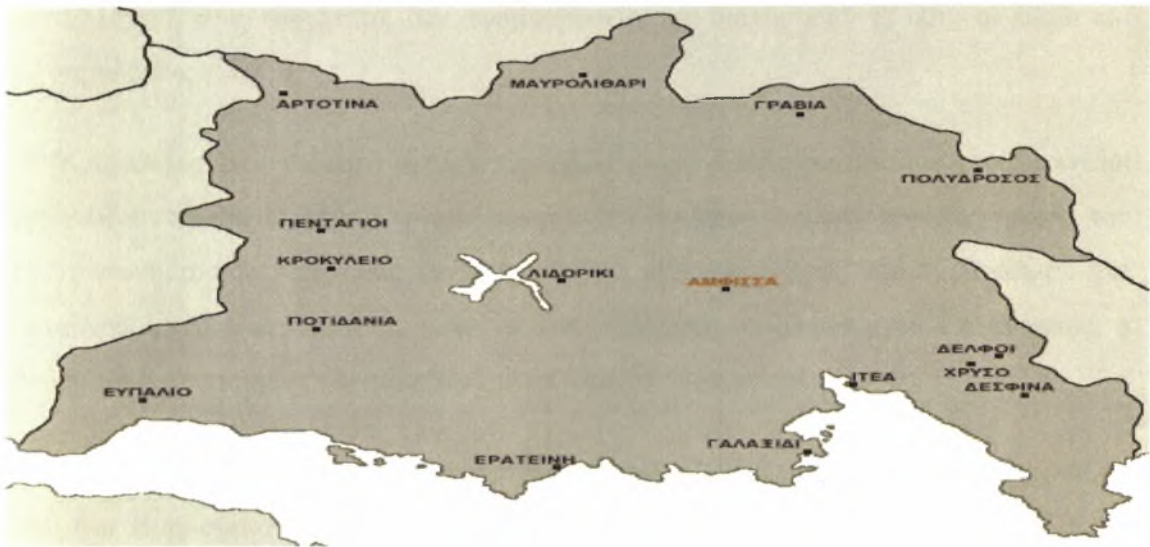 ΜΑΥΡΟΛΙΘΑΡΙ
ΑΡΤΟΤΙΝΑ
ΓΡΑΒΙΑ
ΠΟΛΥΔΡΟΣΟΣ
ΠΕΝΤΑΓΙΟΙ
ΚΡΟΚΥΛΕΙΟ
ΛΙΔΟΡΙΚΙ
ΑΜΦΙΣΣΑ
ΠΟΤΙΔΑΝΙΑ
ΔΕΛΦΟΙ
ΧΡΥΣΟ
ΙΤΕΑ
ΔΕΣΦΙΝΑ
ΕΥΠΑΛΙΟ
ΓΑΛΑΞΙΔΙ
ΕΡΑΤΕΙΝΗ